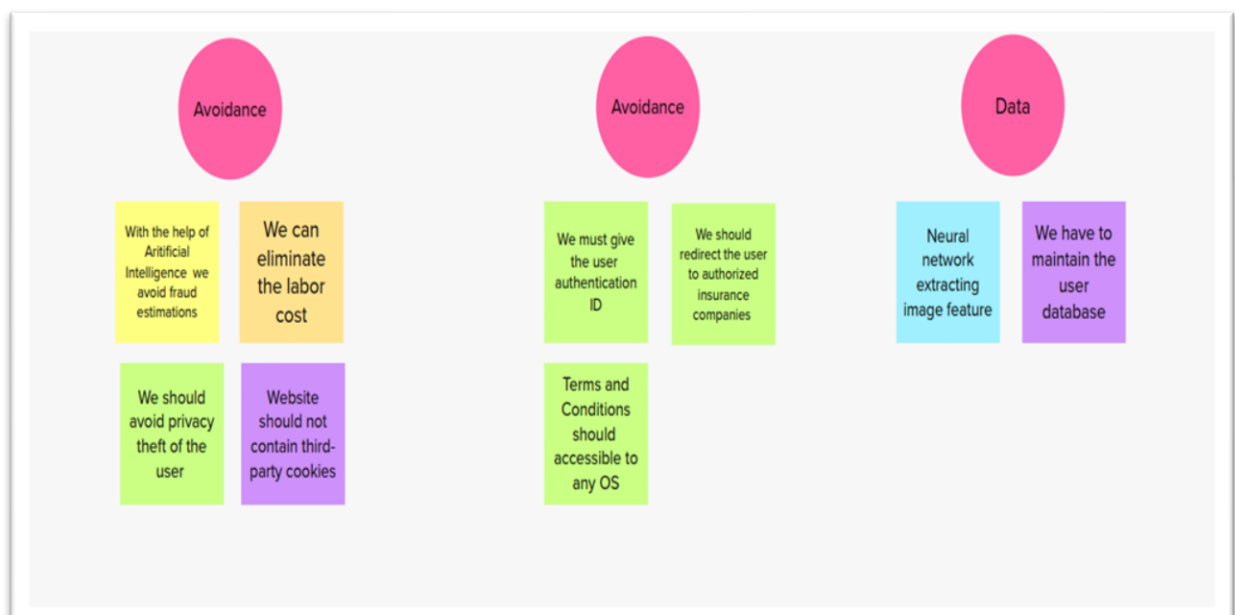 Avoidance
With the help of
Aritificial
Intelligence we
avoid fraud
estimations
We can
eliminate
the labor
cost
We should
avoid privacy
theft of the
user
Website
should not
contain third-
party cookies
Avoidance
We must give
the user
authentication
ID
We should
redirect the user
to authorized
insurance
companies
Terms and
Conditions
should
accessible to
any OS
Data
Neural
network
extracting
image feature
We have to
maintain the
user
database